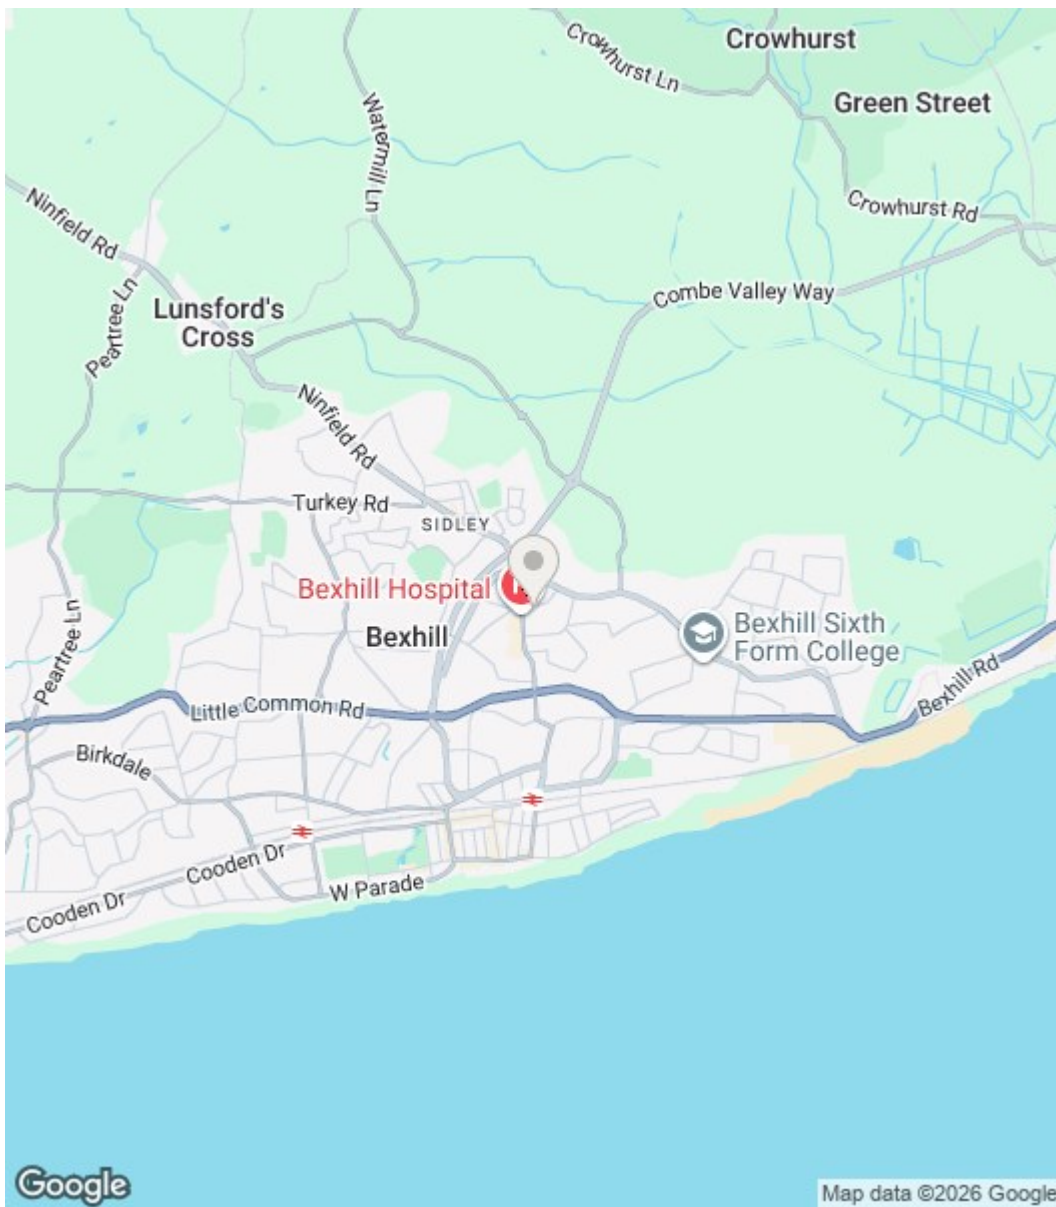 Crowhurst
Crowhurst Ln
Green Street
Watermill Ln
Ninfield Rd
Crowhurst Rd
Peartree Ln
Combe Valley Way
Lunsford's
Cross
Ninfield Rd
Turkey Rd
SIDLEY
Bexhill Hospital
Peartree Ln
Bexhill
Bexhill Sixth
Form College
Bexhill Rd
Little Common Rd
Birkdale
Cooden Dr
W Parade
Cooden Dr
Google
Map data ©2026 Google